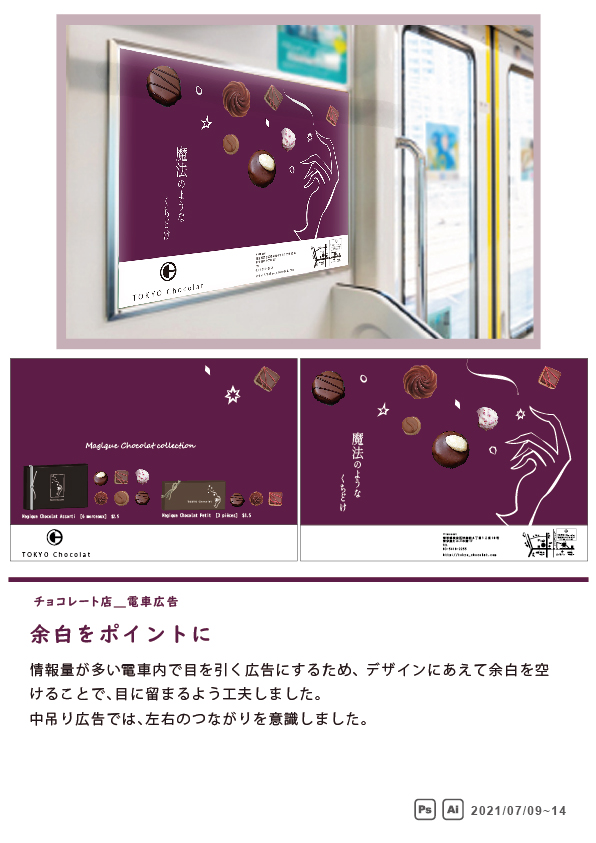 魔法のような
くちどけ
TOKYO Chocolat
Magique Chocolat collection
Magique Chocolat Assorti 【6 morceaux】
Magique Chocolat Petit 【3 pièces】
TOKYO Chocolat
魔法のような
くちどけ
チョコレート店__電車広告
余白をポイントに
情報量が多い電車内で目を引く広告にするため、デザインにあえて余白を空
けることで、目に留まるよう工夫しました。
中吊り広告では、左右のつながりを意識しました。
Ps Ai 2021/07/09~14